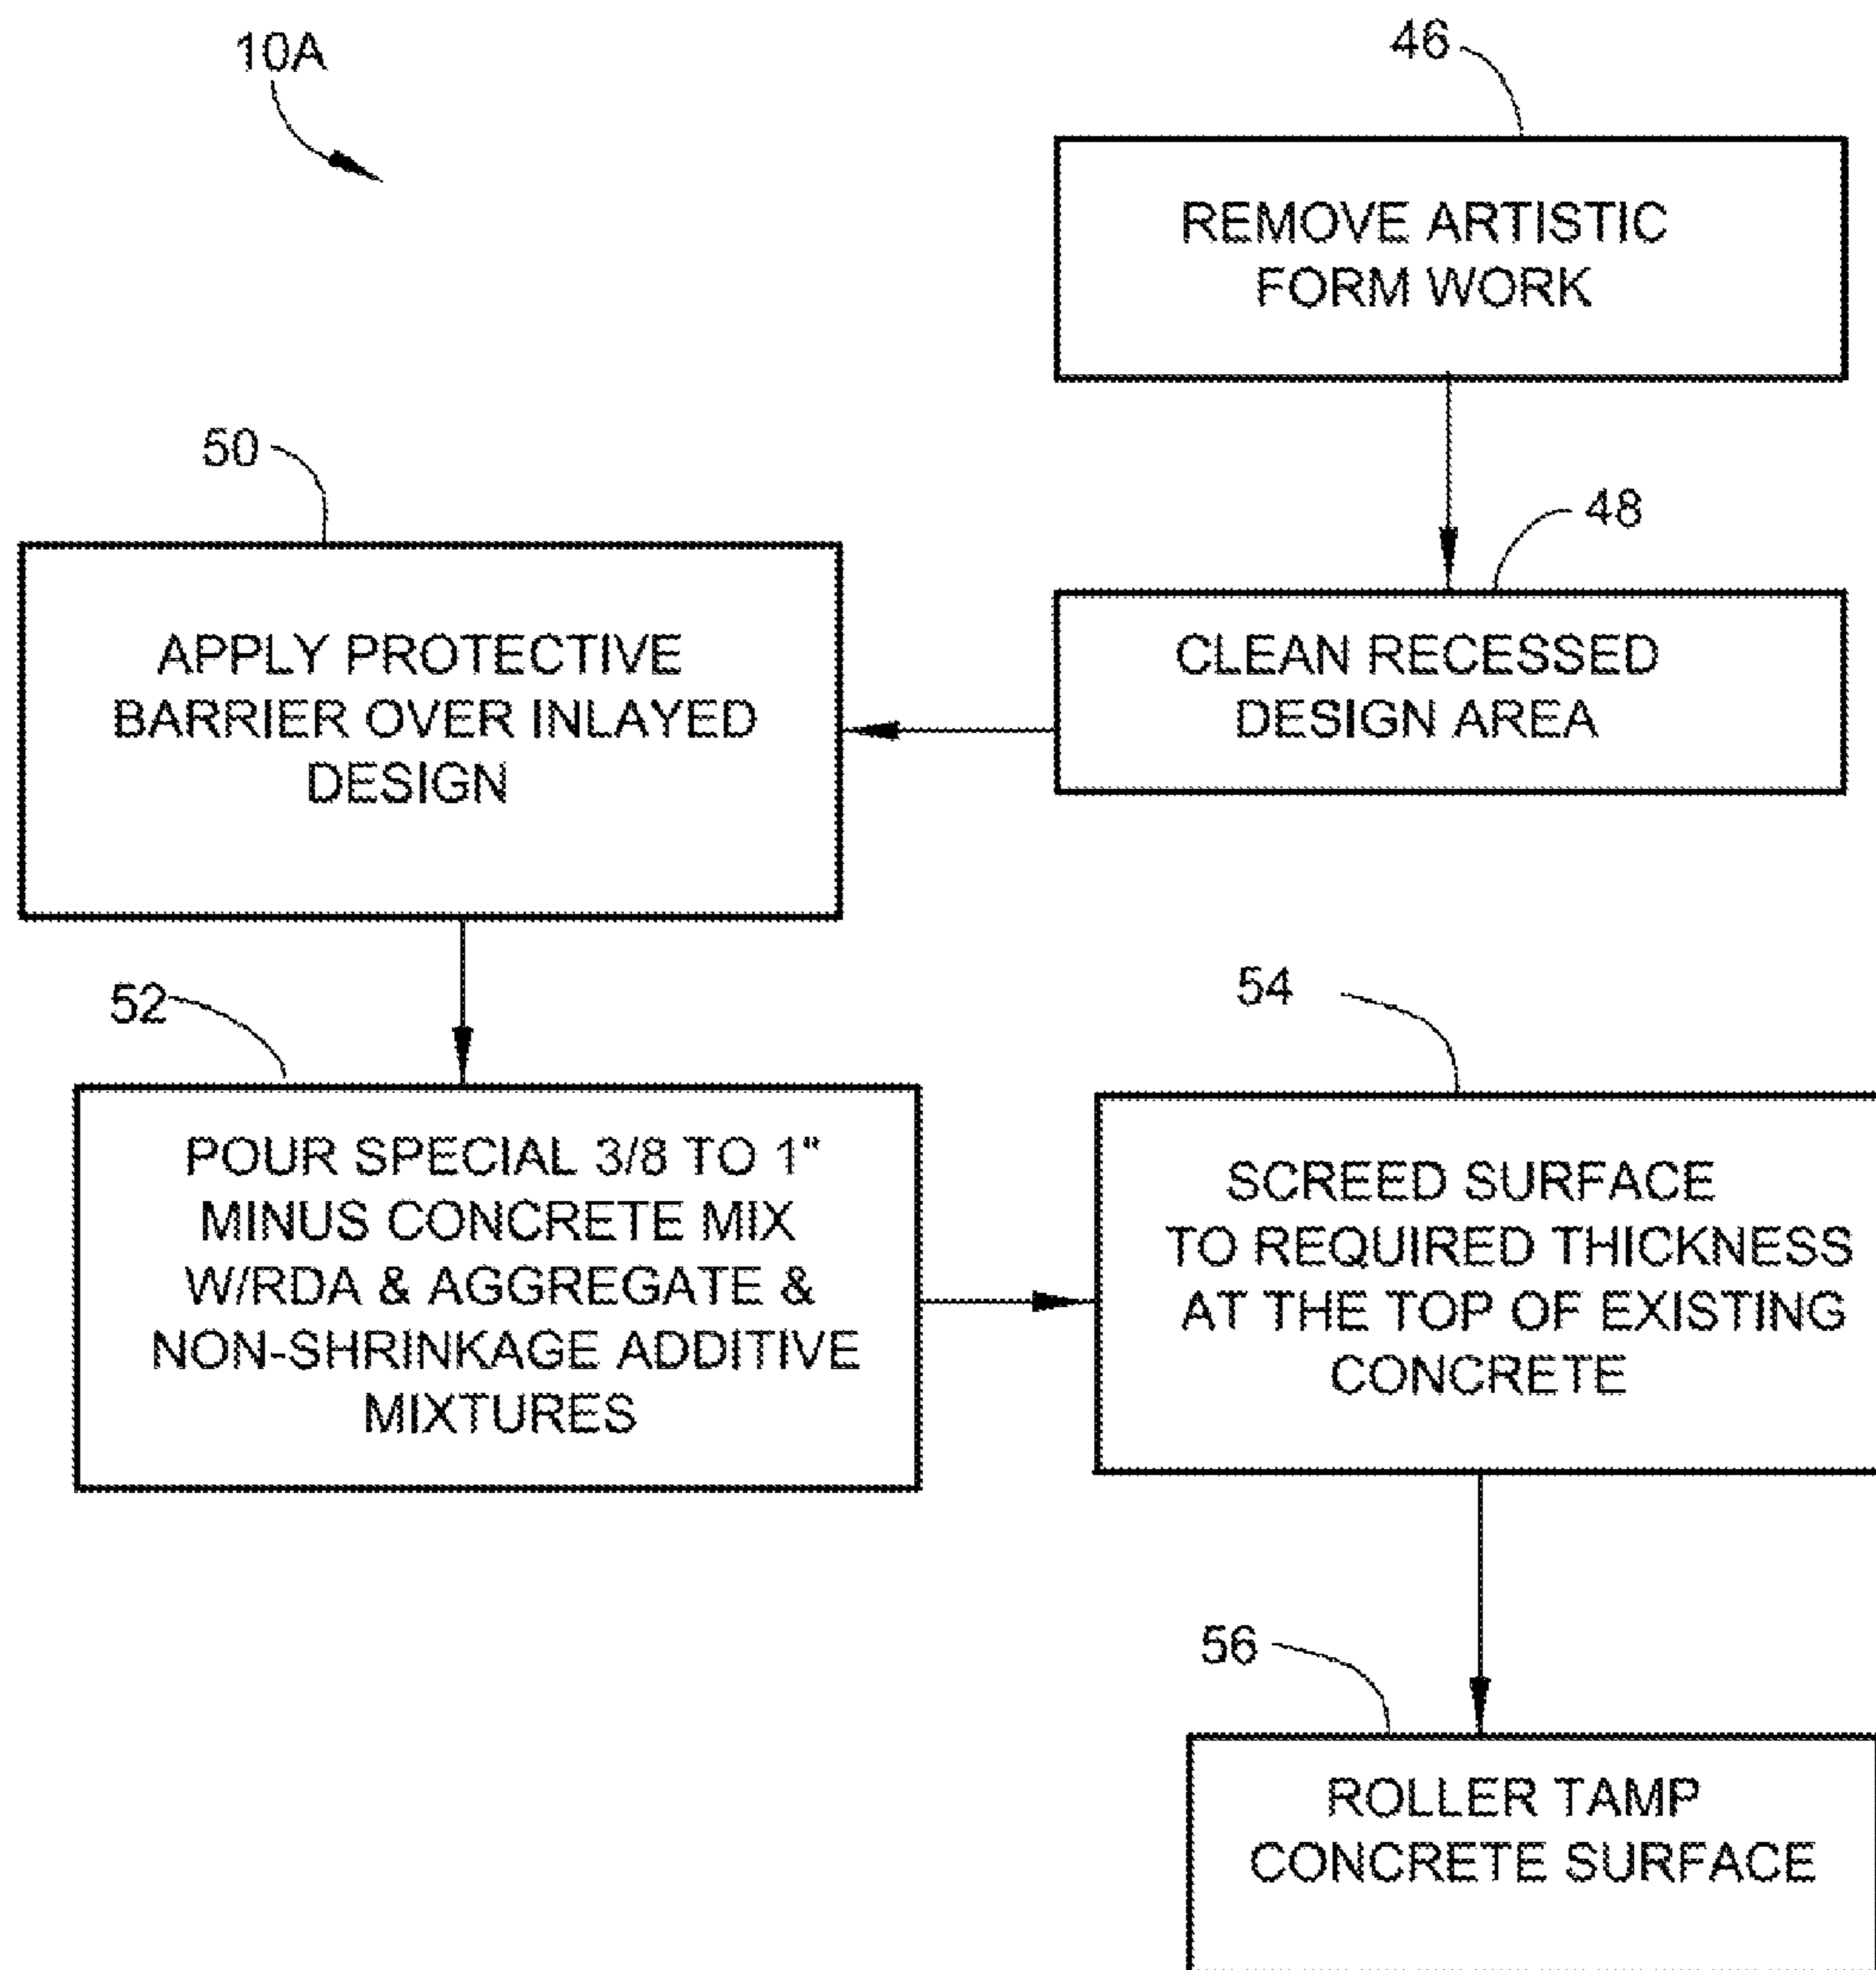 10A
46
REMOVE ARTISTIC
FORM WORK
48
CLEAN RECESSED
DESIGN AREA
50
APPLY PROTECTIVE
BARRIER OVER INLAYED
DESIGN
52
POUR SPECIAL 3/8 TO 1"
MINUS CONCRETE MIX
W/RDA & AGGREGATE &
NON-SHRINKAGE ADDITIVE
MIXTURES
54
SCREED SURFACE
TO REQUIRED THICKNESS
AT THE TOP OF EXISTING
CONCRETE
56
ROLLER TAMP
CONCRETE SURFACE